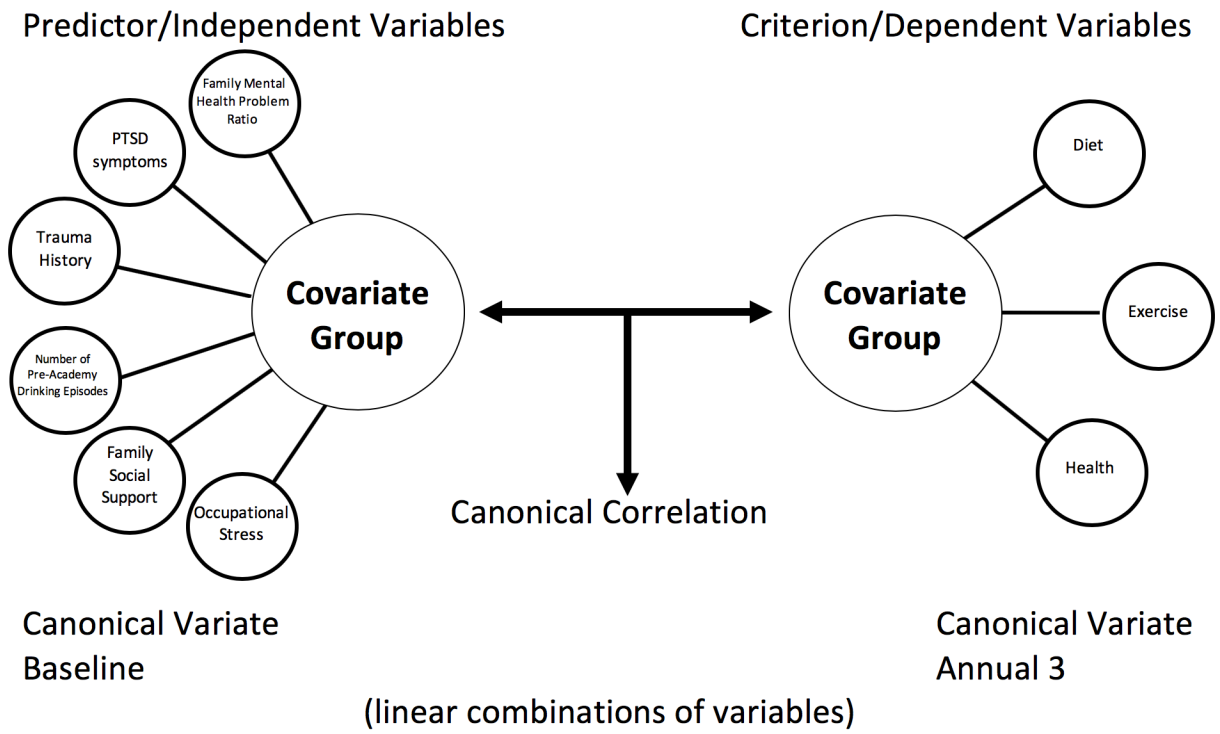 Predictor/Independent Variables
Criterion/Dependent Variables
Family Mental
Health Problem
Ratio
PTSD
symptoms
Trauma
History
Number of
Pre-Academy
Drinking Episodes
Family
Social
Support
Occupational
Stress
Covariate
Group
Covariate
Group
Diet
Exercise
Health
Canonical Correlation
Canonical Variate
Baseline
Canonical Variate
Annual 3
(linear combinations of variables)